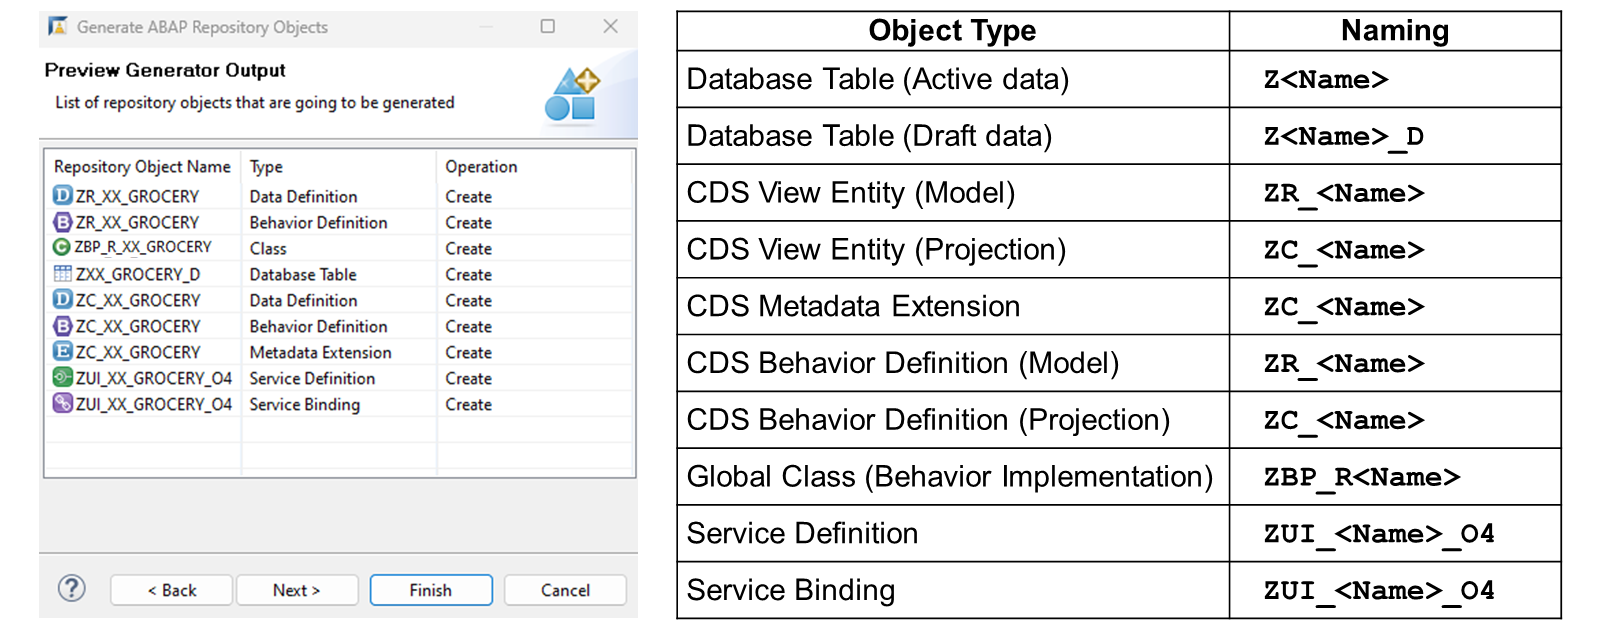 Generate ABAP Repository Objects
Preview Generator Output
List of repository objects that are going to be generated
Repository Object Name Type Operation
D ZR_XX_GROCERY Data Definition Create
B ZR_XX_GROCERY Behavior Definition Create
C ZBP_R_XX_GROCERY Class Create
ZXX_GROCERY_D Database Table Create
D ZC_XX_GROCERY Data Definition Create
B ZC_XX_GROCERY Behavior Definition Create
E ZC_XX_GROCERY Metadata Extension Create
ZUI_XX_GROCERY_O4 Service Definition Create
ZUI_XX_GROCERY_O4 Service Binding Create
? < Back Next > Finish Cancel
Object Type Naming
Database Table (Active data) Z<Name>
Database Table (Draft data) Z<Name>_D
CDS View Entity (Model) ZR_<Name>
CDS View Entity (Projection) ZC_<Name>
CDS Metadata Extension ZC_<Name>
CDS Behavior Definition (Model) ZR_<Name>
CDS Behavior Definition (Projection) ZC_<Name>
Global Class (Behavior Implementation) ZBP_R<Name>
Service Definition ZUI_<Name>_O4
Service Binding ZUI_<Name>_O4